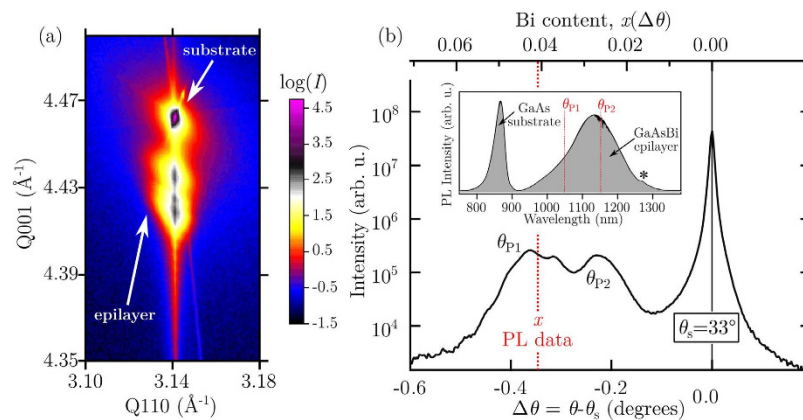 (a)
substrate
epilayer
log(I)
4.5
3.5
2.5
1.5
0.5
-0.5
-1.5
Q001 (Å⁻¹)
4.47
4.43
4.39
4.35
3.10
3.14
3.18
Q110 (Å⁻¹)
(b)
Bi content, x(Δθ)
0.06
0.04
0.02
0.00
Intensity (arb. u.)
10⁸
10⁷
10⁶
10⁵
10⁴
PL Intensity (arb. u.)
GaAs
substrate
θP1
θP2
GaAsBi
epilayer
*
800
900
1000
1100
1200
1300
Wavelength (nm)
θP1
θP2
x
PL data
θs=33°
-0.6
-0.4
-0.2
0.0
Δθ = θ-θs (degrees)